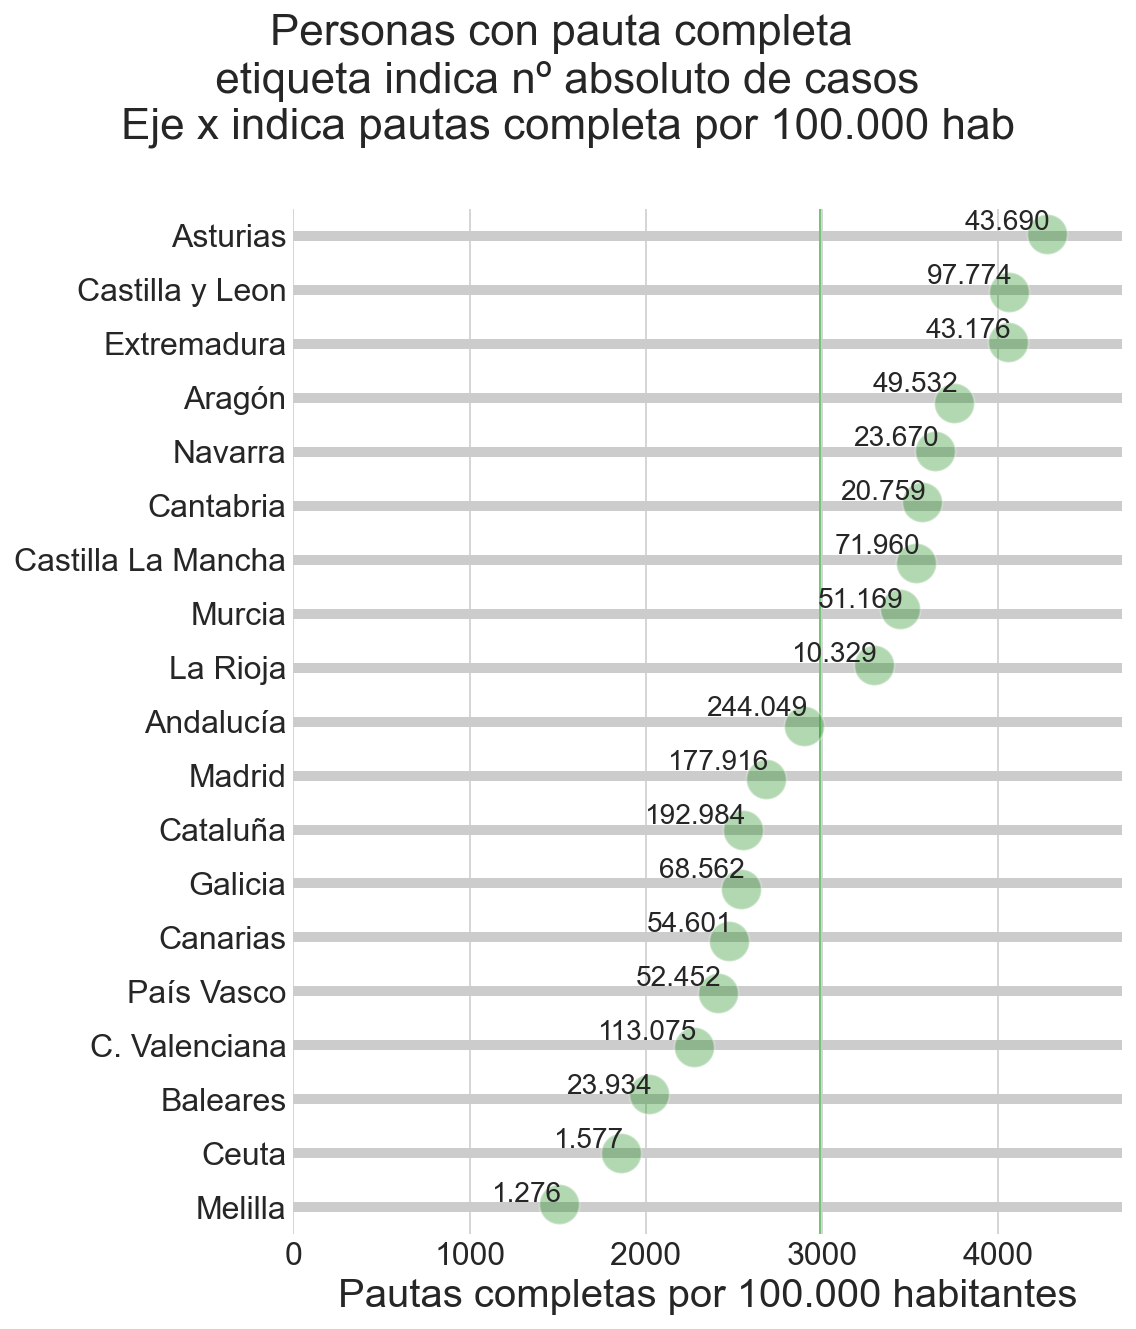 Personas con pauta completa
etiqueta indica nº absoluto de casos
Eje x indica pautas completa por 100.000 hab
Asturias 43.690
Castilla y Leon 97.774
Extremadura 43.176
Aragón 49.532
Navarra 23.670
Cantabria 20.759
Castilla La Mancha 71.960
Murcia 51.169
La Rioja 10.329
Andalucía 244.049
Madrid 177.916
Cataluña 192.984
Galicia 68.562
Canarias 54.601
País Vasco 52.452
C. Valenciana 113.075
Baleares 23.934
Ceuta 1.577
Melilla 1.276
0 1000 2000 3000 4000
Pautas completas por 100.000 habitantes